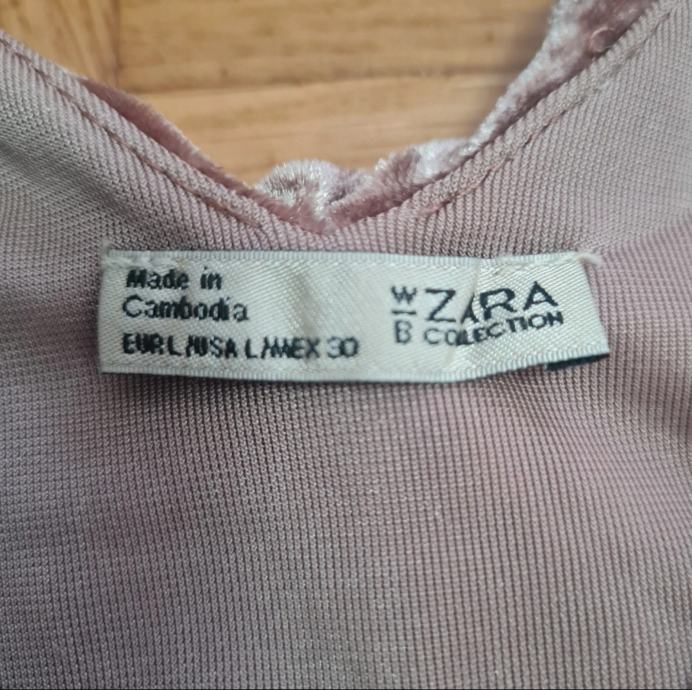 Made in
Cambodia
EUR L/USA L/MEX 30
W
B
ZARA
COLLECTION